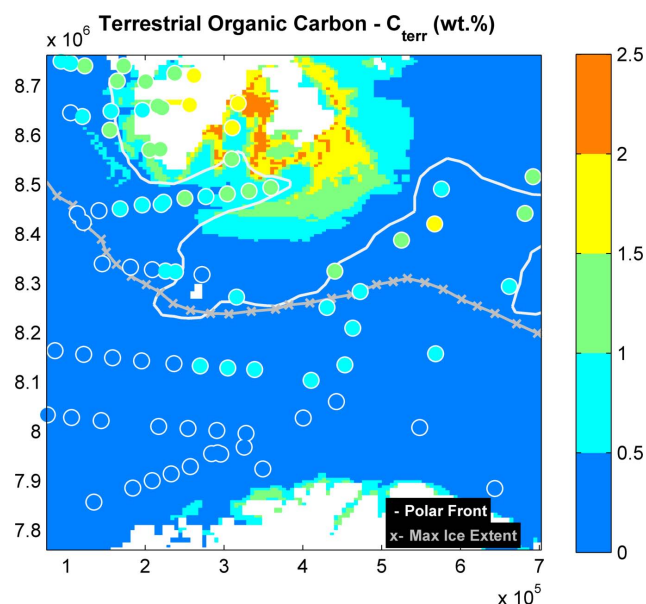 Terrestrial Organic Carbon - C_terr (wt.%)
x 10^6
8.7
8.6
8.5
8.4
8.3
8.2
8.1
8
7.9
7.8
- Polar Front
x- Max Ice Extent
1 2 3 4 5 6 7
x 10^5
2.5
2
1.5
1
0.5
0